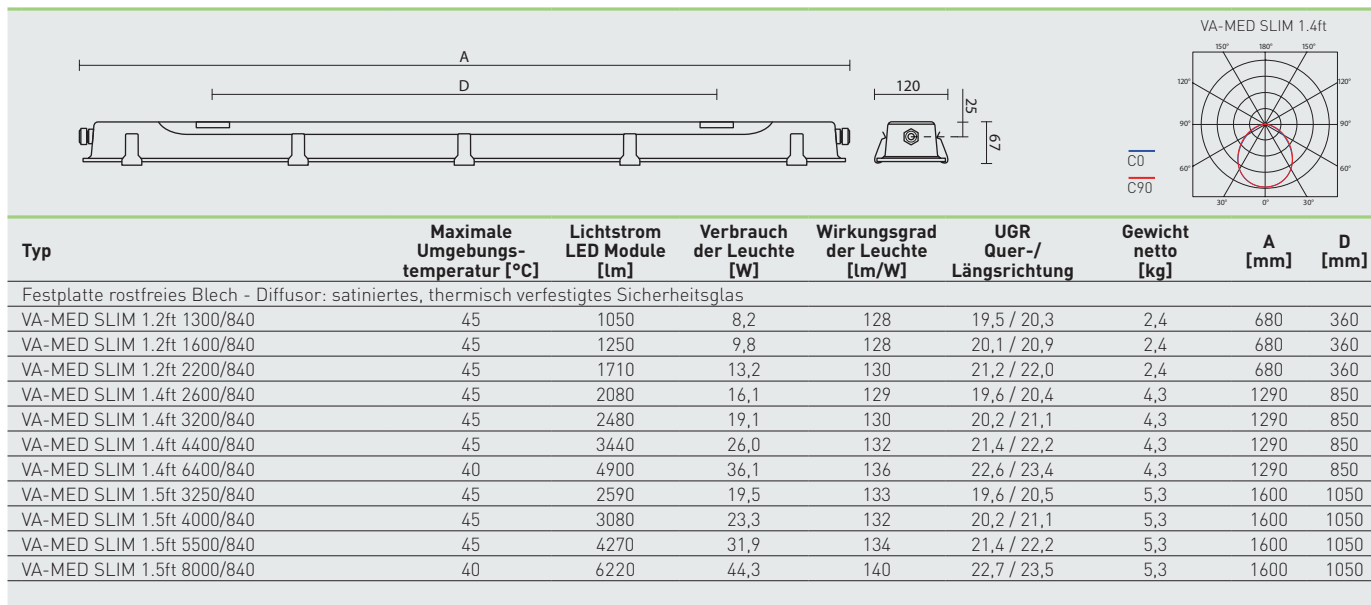 VA-MED SLIM 1.4ft
150° 180° 150°
A
D
120
25
67
120° 120°
90° 90°
60° 60°
30° 0° 30°
C0
C90
Typ Maximale Umgebungs- temperatur [°C] Lichtstrom LED Module [lm] Verbrauch der Leuchte [W] Wirkungsgrad der Leuchte [lm/W] UGR Quer-/ Längsrichtung Gewicht netto [kg] A [mm] D [mm]
Festplatte rostfreies Blech - Diffusor: satiniertes, thermisch verfestigtes Sicherheitsglas
VA-MED SLIM 1.2ft 1300/840 45 1050 8,2 128 19,5 / 20,3 2,4 680 360
VA-MED SLIM 1.2ft 1600/840 45 1250 9,8 128 20,1 / 20,9 2,4 680 360
VA-MED SLIM 1.2ft 2200/840 45 1710 13,2 130 21,2 / 22,0 2,4 680 360
VA-MED SLIM 1.4ft 2600/840 45 2080 16,1 129 19,6 / 20,4 4,3 1290 850
VA-MED SLIM 1.4ft 3200/840 45 2480 19,1 130 20,2 / 21,1 4,3 1290 850
VA-MED SLIM 1.4ft 4400/840 45 3440 26,0 132 21,4 / 22,2 4,3 1290 850
VA-MED SLIM 1.4ft 6400/840 40 4900 36,1 136 22,6 / 23,4 4,3 1290 850
VA-MED SLIM 1.5ft 3250/840 45 2590 19,5 133 19,6 / 20,5 5,3 1600 1050
VA-MED SLIM 1.5ft 4000/840 45 3080 23,3 132 20,2 / 21,1 5,3 1600 1050
VA-MED SLIM 1.5ft 5500/840 45 4270 31,9 134 21,4 / 22,2 5,3 1600 1050
VA-MED SLIM 1.5ft 8000/840 40 6220 44,3 140 22,7 / 23,5 5,3 1600 1050